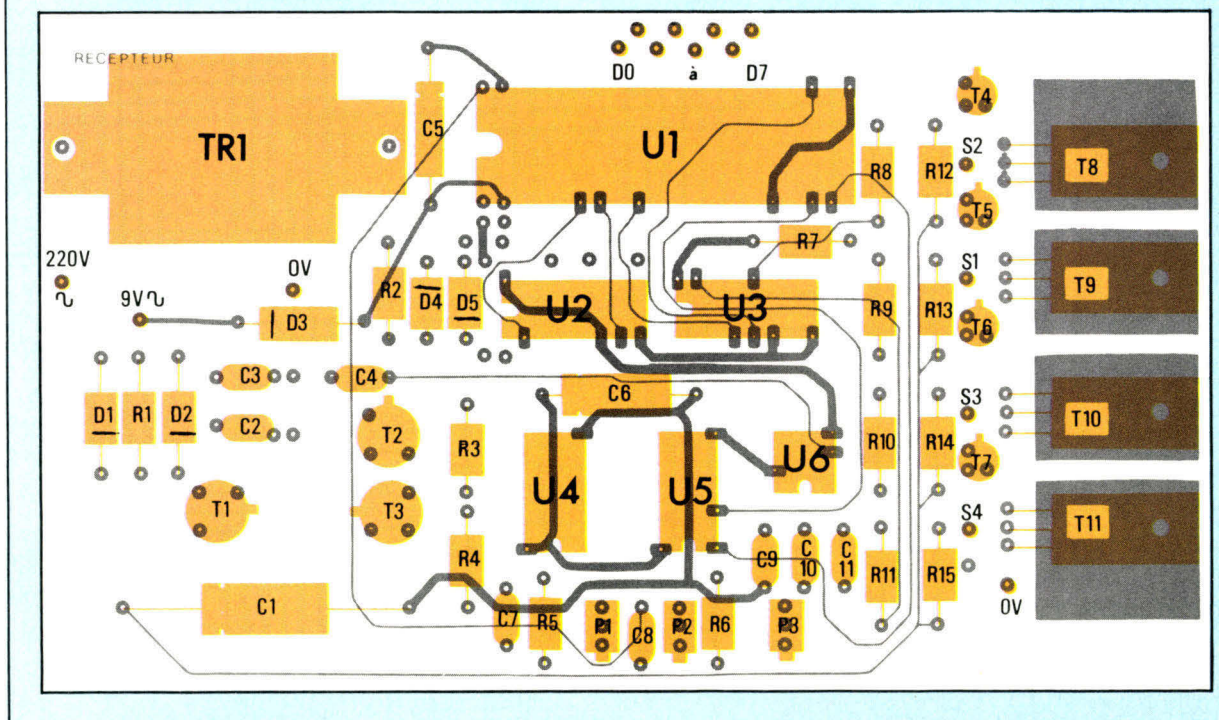 RECEPTEUR
D0 à D7
TR1
C5
U1
T4
S2
R8
R12
T8
T5
R7
220V
0V
9V
D3
R2
D4
D5
U2
U3
S1
R9
R13
T9
T6
C3
C4
C6
D1
R1
D2
C2
T2
R3
U6
R10
R14
S3
T10
T7
T1
T3
U4
U5
S4
T11
R4
C9
C10
C11
R11
R15
0V
C1
C7
R5
P1
C8
P2
R6
P3